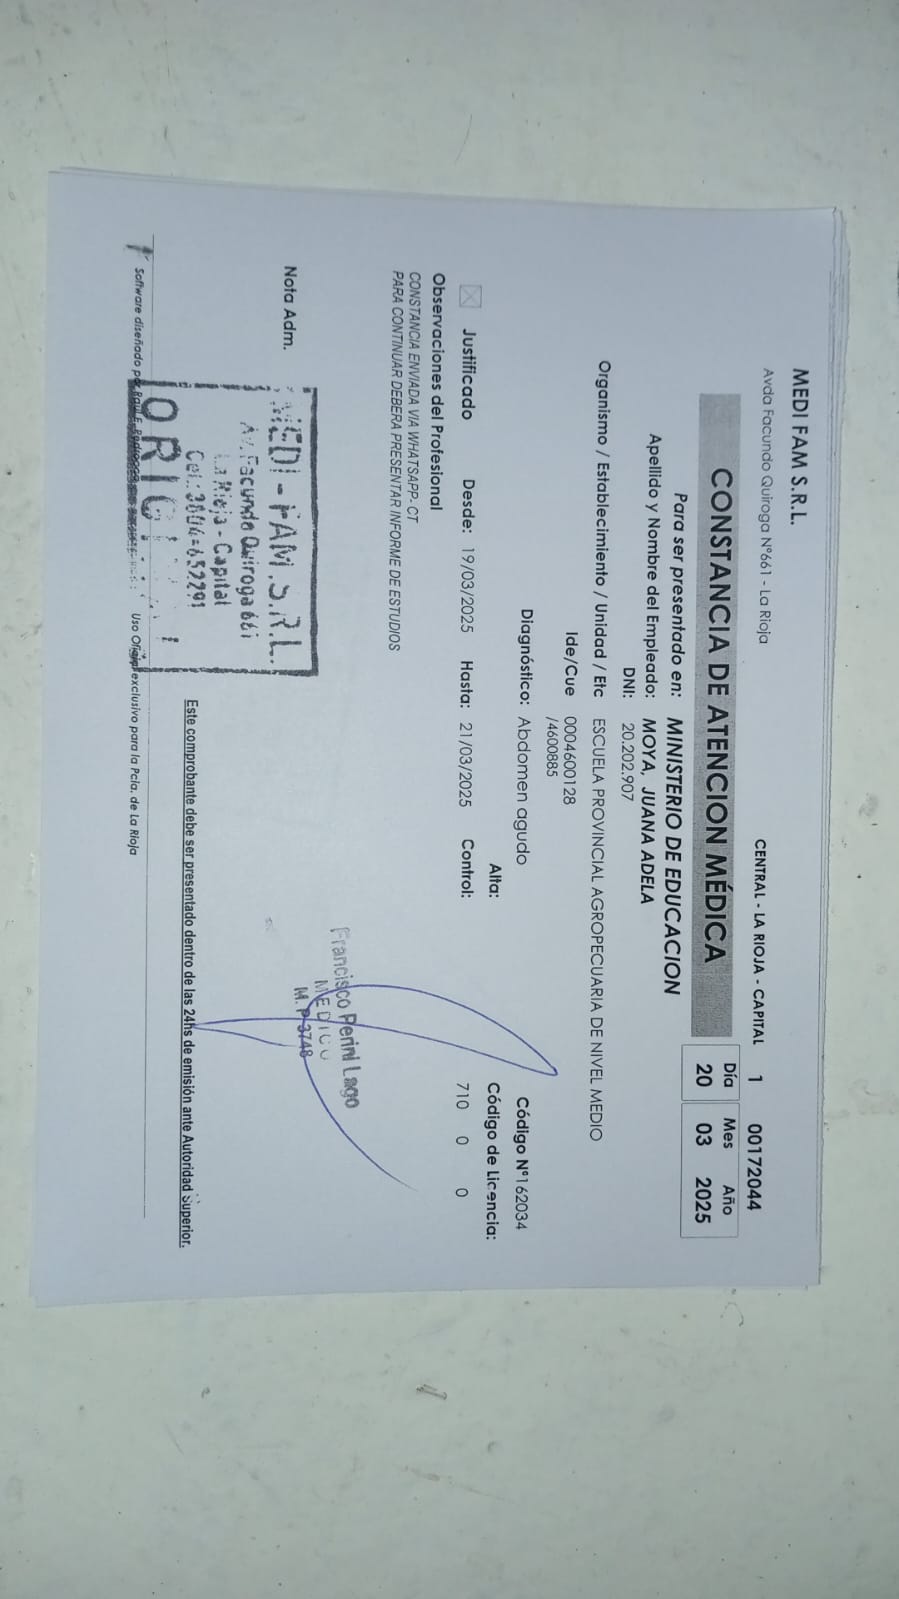 MEDI FAM S.R.L.
Avda Facundo Quiroga N°661 - La Rioja
CENTRAL - LA RIOJA - CAPITAL 1 00172044
CONSTANCIA DE ATENCION MÉDICA
Día Mes Año
20 03 2025
Para ser presentado en: MINISTERIO DE EDUCACION
Apellido y Nombre del Empleado: MOYA, JUANA ADELA
DNI: 20.202.907
Organismo / Establecimiento / Unidad / Etc ESCUELA PROVINCIAL AGROPECUARIA DE NIVEL MEDIO
Ide/Cue 0004600128
/4600885
Diagnóstico: Abdomen agudo
Código N°162034
Alta:
Código de Licencia:
Justificado Desde: 19/03/2025 Hasta: 21/03/2025 Control:
710 0 0
Observaciones del Profesional
CONSTANCIA ENVIADA VIA WHATSAPP- CT
PARA CONTINUAR DEBERA PRESENTAR INFORME DE ESTUDIOS
Francisco Perini Lago
MEDICO
M. P 3748
Nota Adm.
MEDI - FAM. S.R.L.
Av. Facundo Quiroga 661
La Rioja - Capital
Cel.: 3804-652291
Este comprobante debe ser presentado dentro de las 24hs de emisión ante Autoridad Superior.
Software diseñado por Uso Oficial exclusivo para la Pcia. de La Rioja